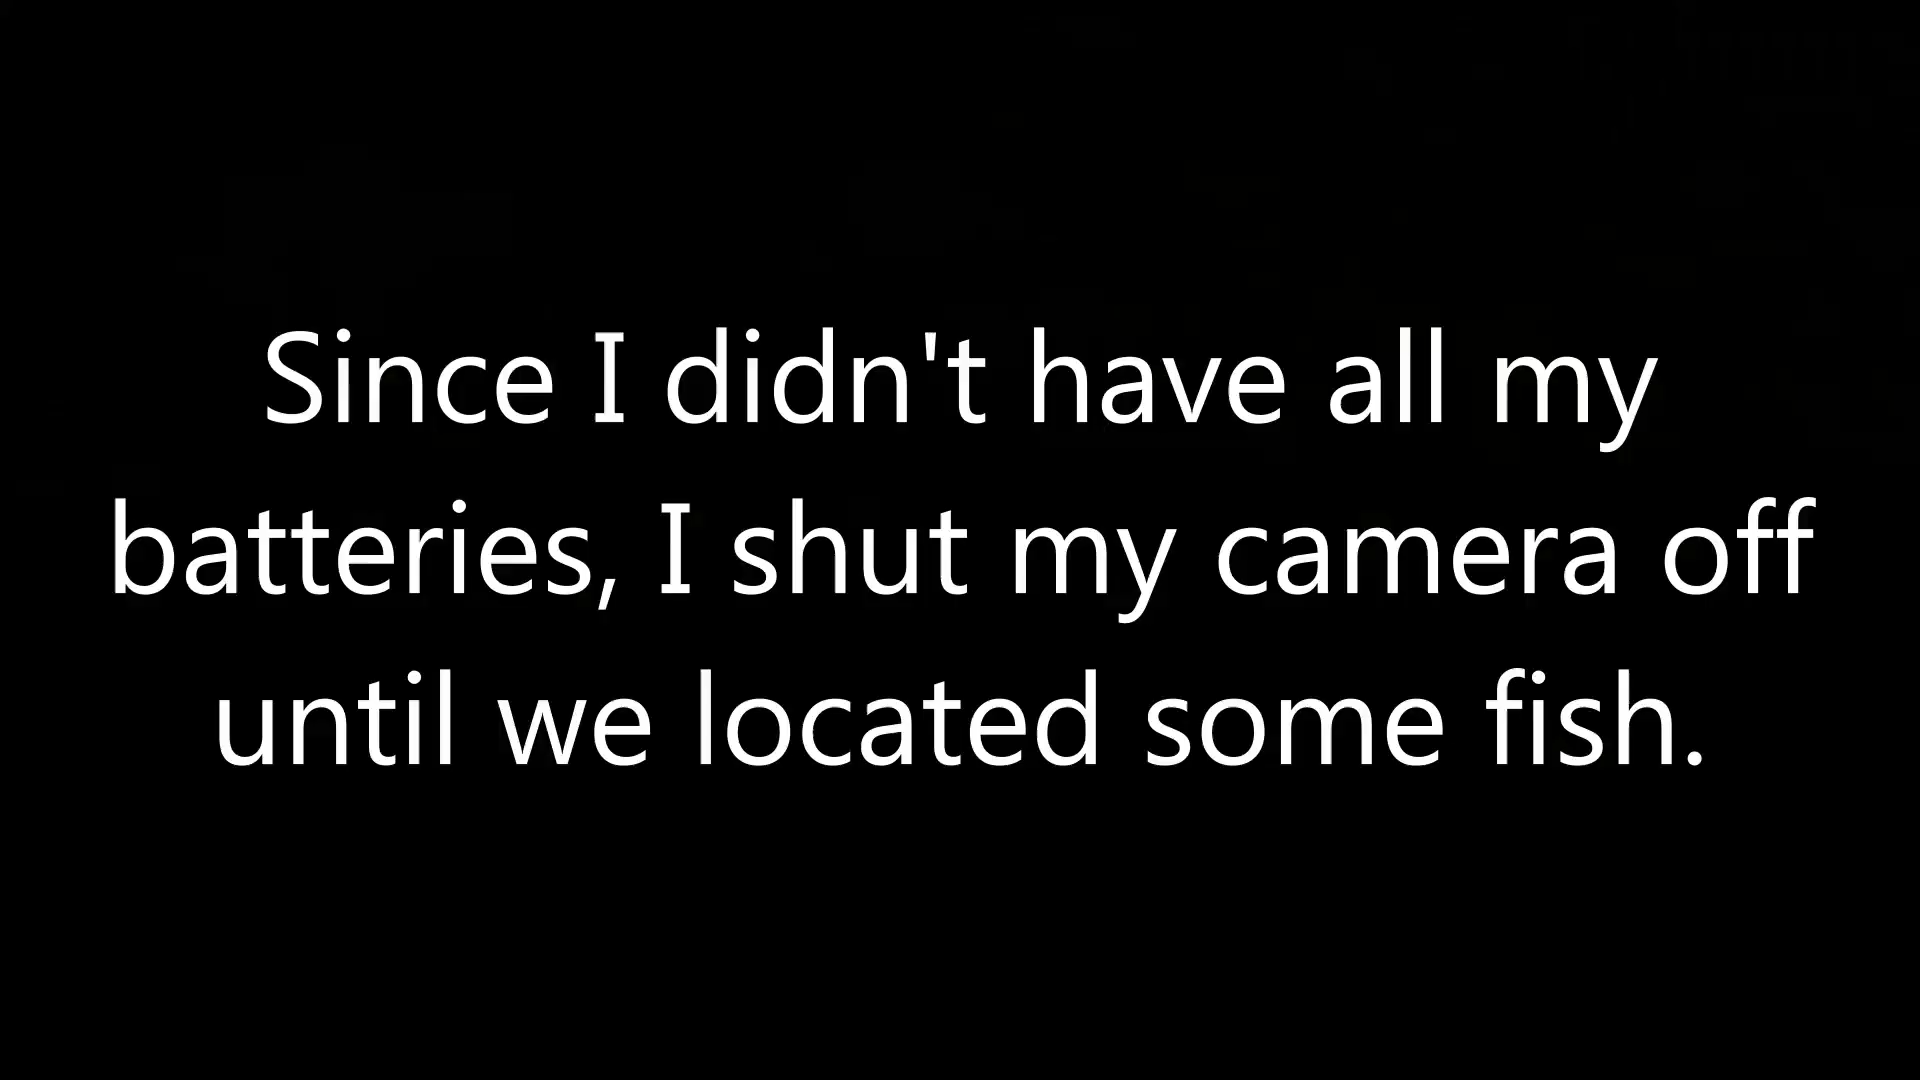 Since I didn't have all my
batteries, I shut my camera off
until we located some fish.